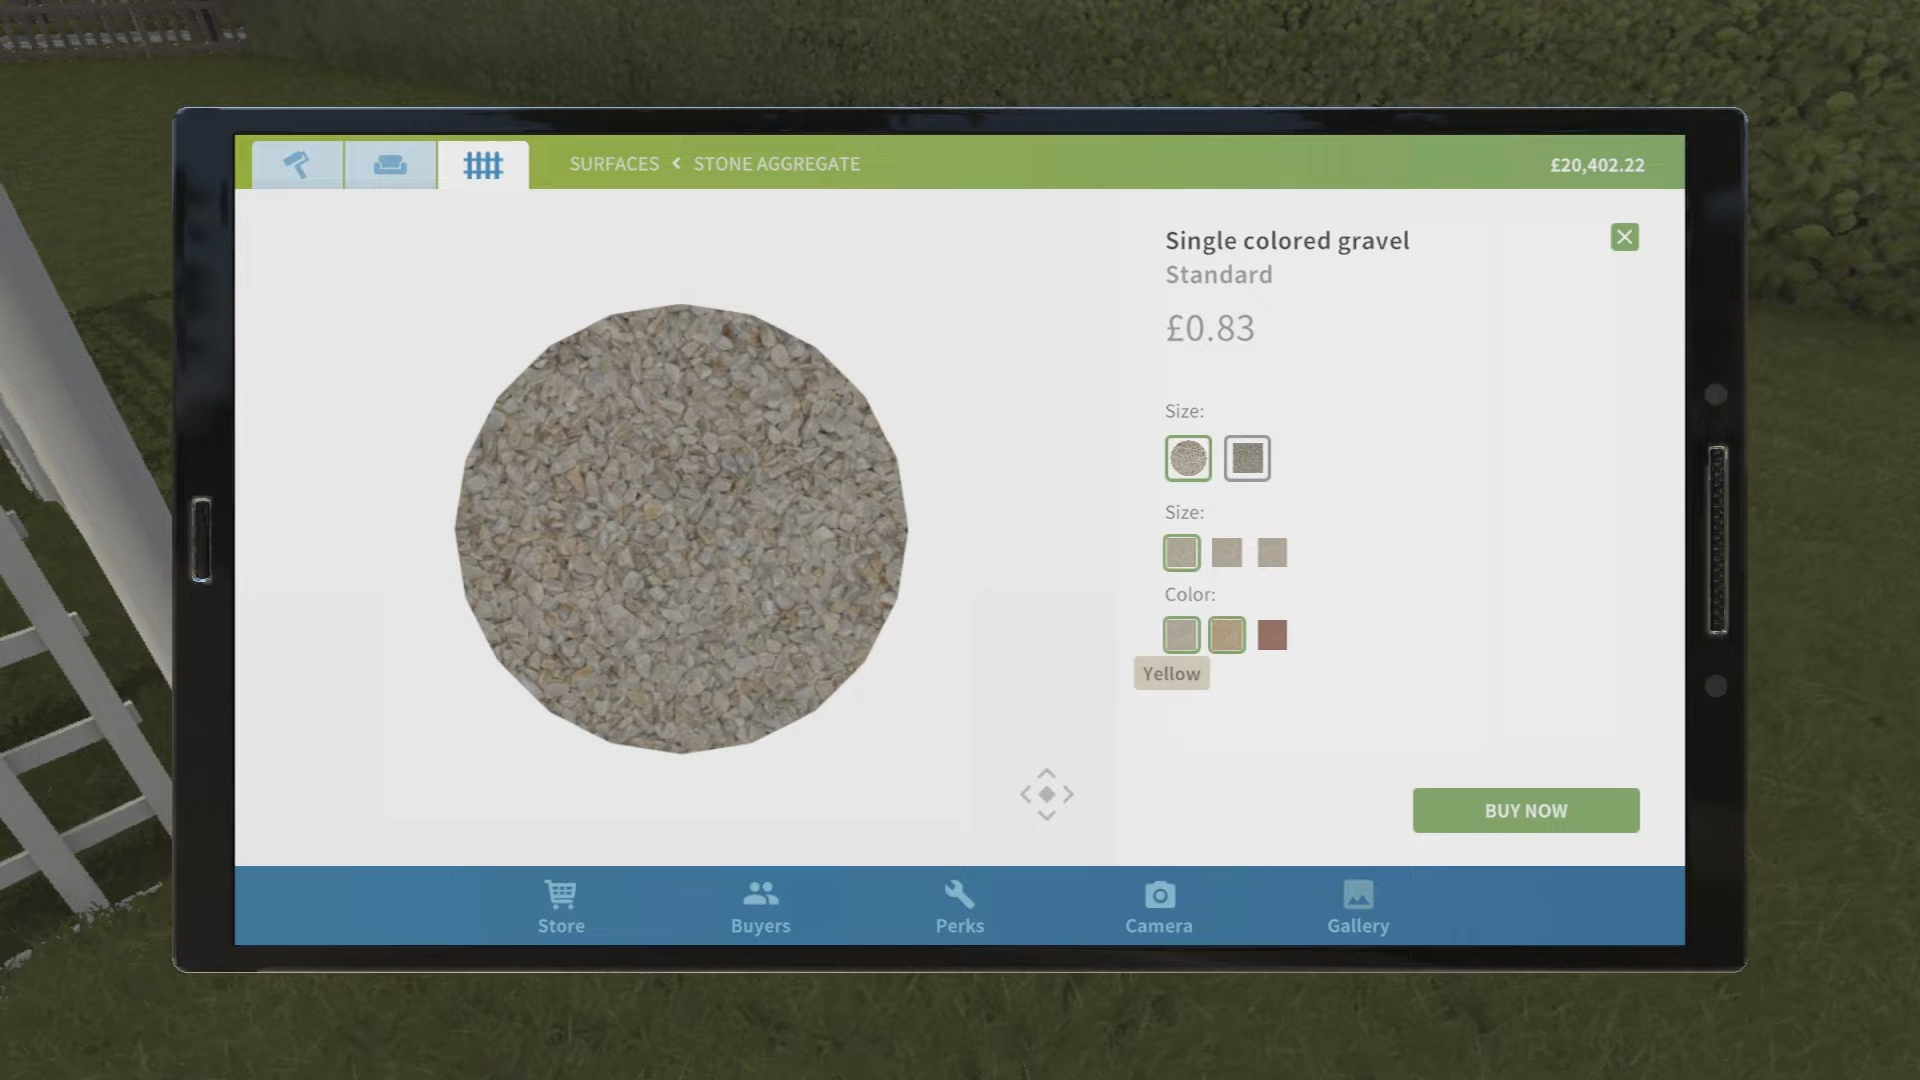 SURFACES < STONE AGGREGATE
£20,402.22
Single colored gravel
Standard
£0.83
Size:
Size:
Color:
Yellow
BUY NOW
Store
Buyers
Perks
Camera
Gallery